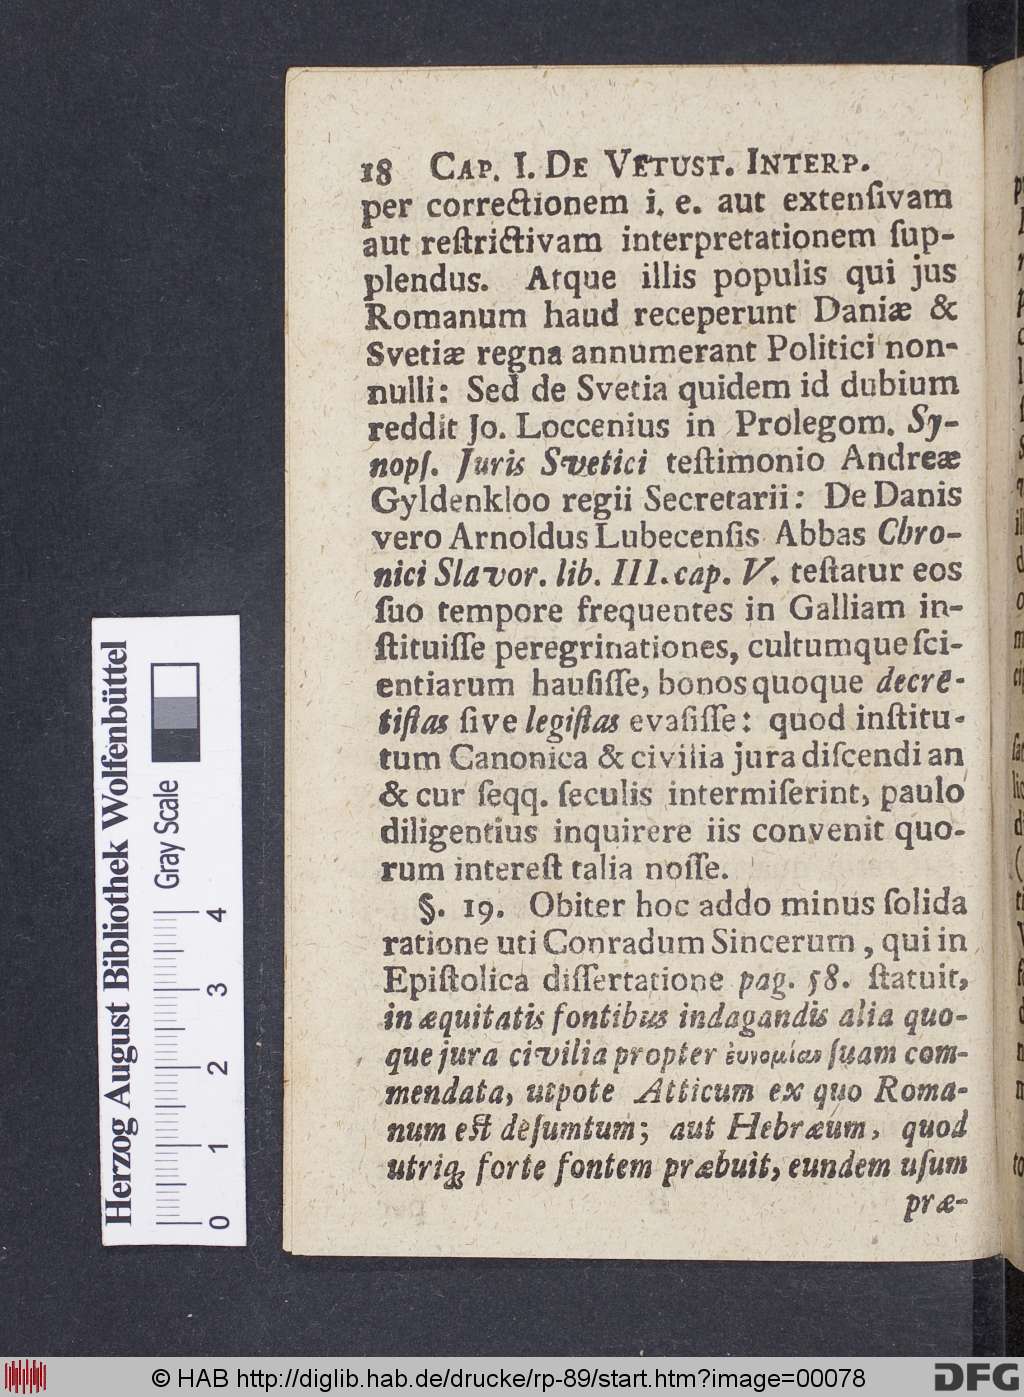 18 CAP. I. DE VETUST. INTERP.
per correctionem i. e. aut extenſivam
aut reſtrictivam interpretationem ſup-
plendus. Atque illis populis qui jus
Romanum haud receperunt Daniæ &
Svetiæ regna annumerant Politici non-
nulli: Sed de Svetia quidem id dubium
reddit Jo. Loccenius in Prolegom. Sy-
nopſ. Juris Svetici teſtimonio Andreæ
Gyldenkloo regii Secretarii: De Danis
vero Arnoldus Lubecenſis Abbas Chro-
nici Slavor. lib. III. cap. V. teſtatur eos
ſuo tempore frequentes in Galliam in-
ſtituiſſe peregrinationes, cultumque ſci-
entiarum hauſiſſe, bonos quoque decre-
tiſtas ſive legiſtas evaſiſſe: quod inſtitu-
tum Canonica & civilia jura diſcendi an
& cur ſeqq. ſeculis intermiſerint, paulo
diligentius inquirere iis convenit quo-
rum intereſt talia noſſe.
§. 19. Obiter hoc addo minus ſolida
ratione uti Conradum Sincerum, qui in
Epiſtolica diſſertatione pag. 58. ſtatuit,
in æquitatis fontibus indagandis alia quo-
que jura civilia propter ἐυνομίαν ſuam com-
mendata, utpote Atticum ex quo Roma-
num eſt deſumtum; aut Hebræum, quod
utriq; forte fontem præbuit, eundem uſum
præ-
Herzog August Bibliothek Wolfenbüttel
Gray Scale
0 1 2 3 4
© HAB http://diglib.hab.de/drucke/rp-89/start.htm?image=00078
DFG